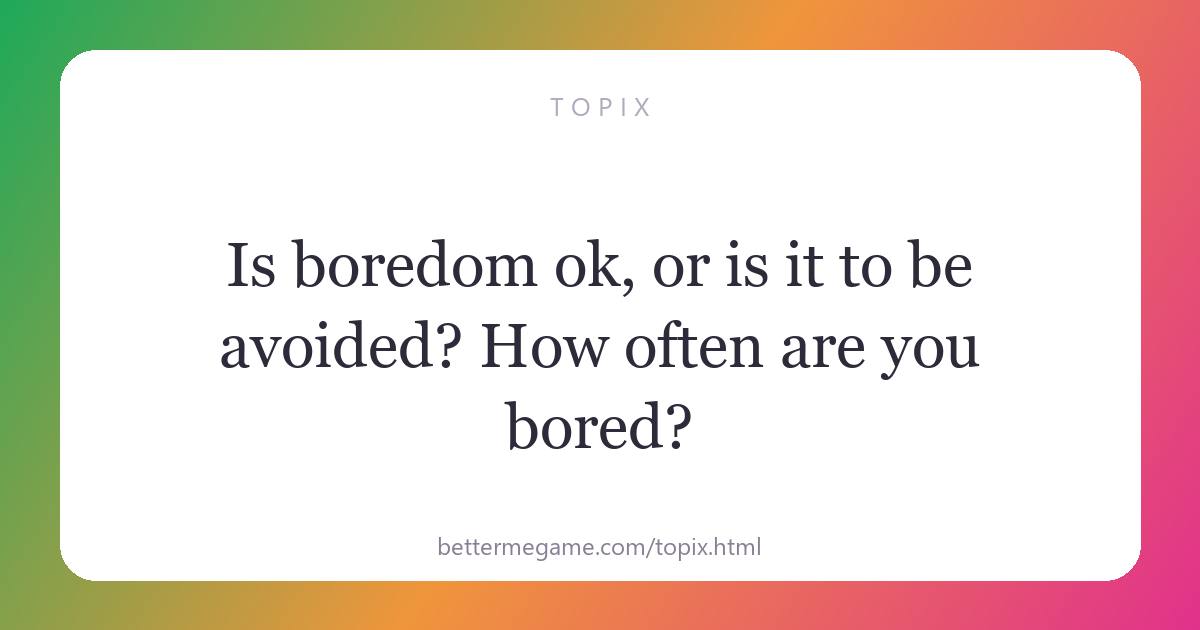 TOPIX
Is boredom ok, or is it to be
avoided? How often are you
bored?
bettermegame.com/topix.html